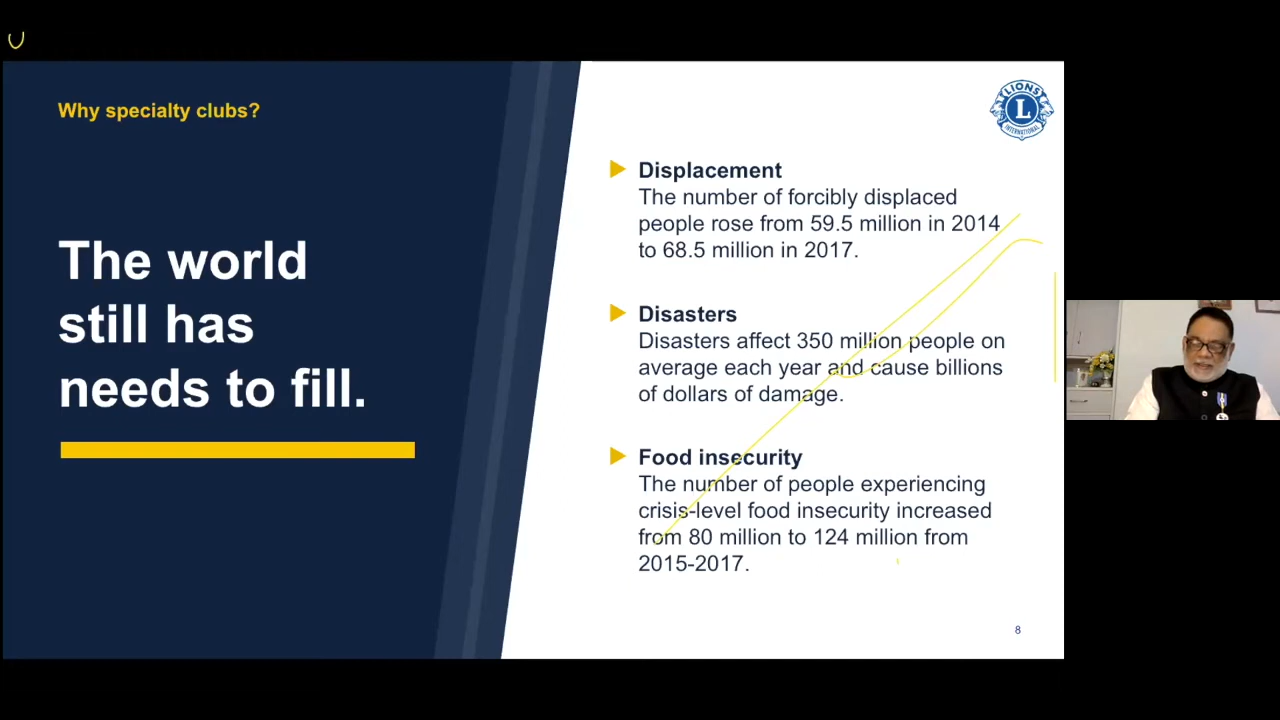 Why specialty clubs?
The world
still has
needs to fill.
LIONS
L
INTERNATIONAL
Displacement
The number of forcibly displaced
people rose from 59.5 million in 2014
to 68.5 million in 2017.
Disasters
Disasters affect 350 million people on
average each year and cause billions
of dollars of damage.
Food insecurity
The number of people experiencing
crisis-level food insecurity increased
from 80 million to 124 million from
2015-2017.
8